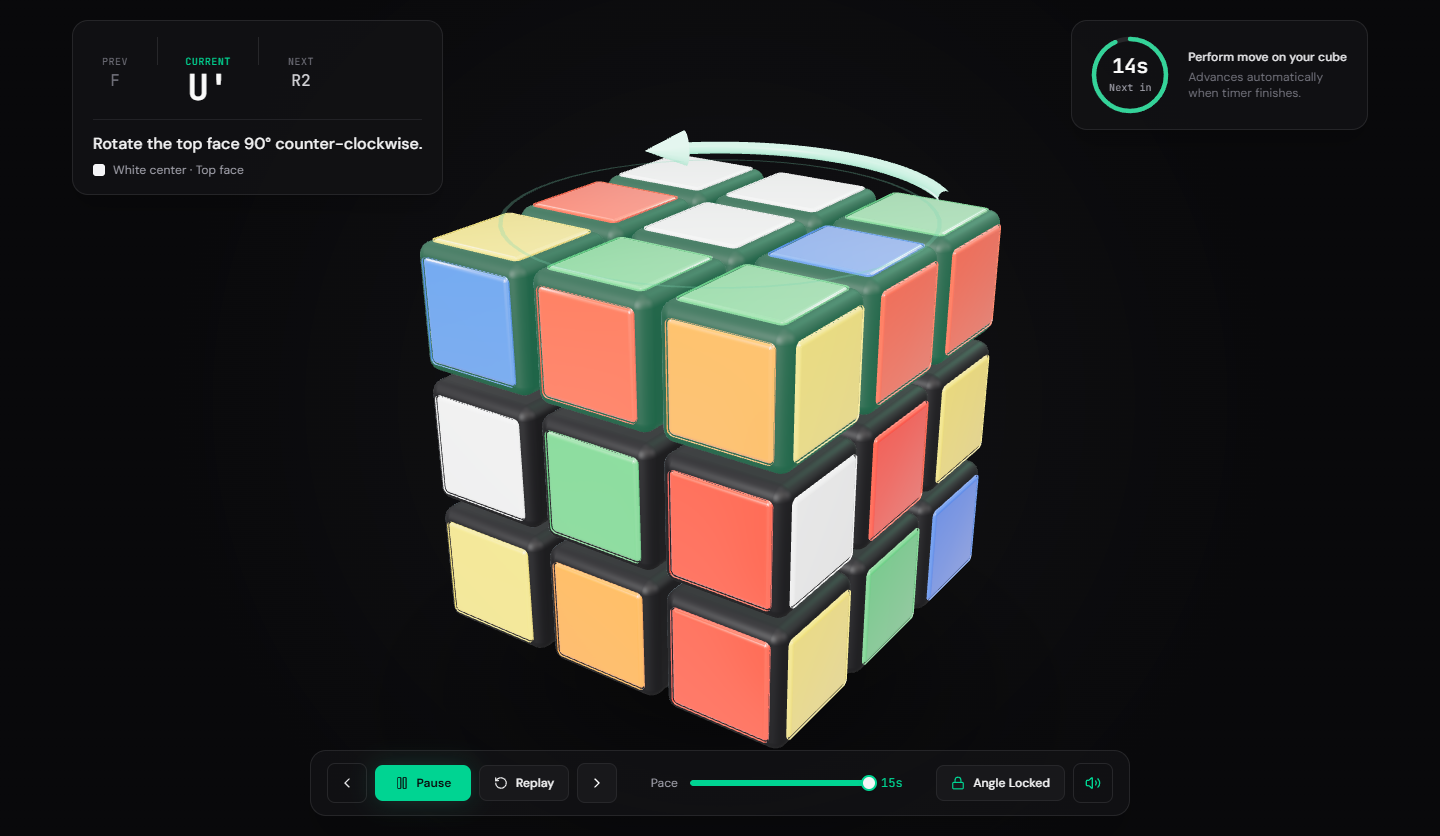 PREV
F
CURRENT
U'
NEXT
R2
Rotate the top face 90° counter-clockwise.
White center · Top face
14s
Next in
Perform move on your cube
Advances automatically
when timer finishes.
Pause
Replay
Pace
15s
Angle Locked